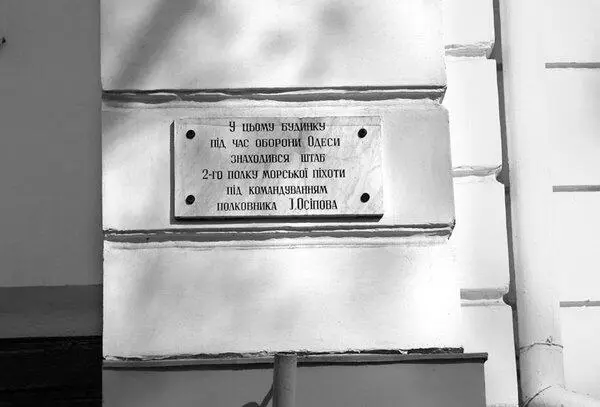 У цьому будинку
під час оборони Одеси
знаходився штаб
2-го полку морської піхоти
під командуванням
полковника І.Осіпова